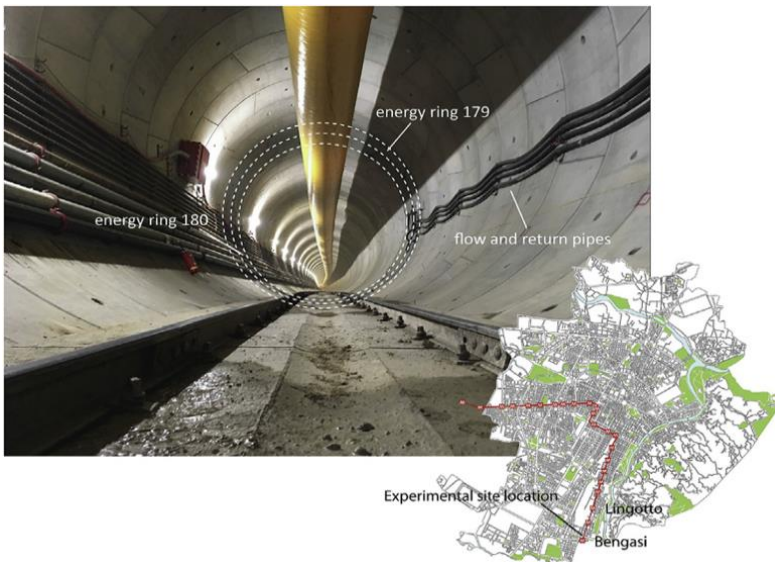 energy ring 179
energy ring 180
flow and return pipes
Experimental site location
Lingotto
Bengasi